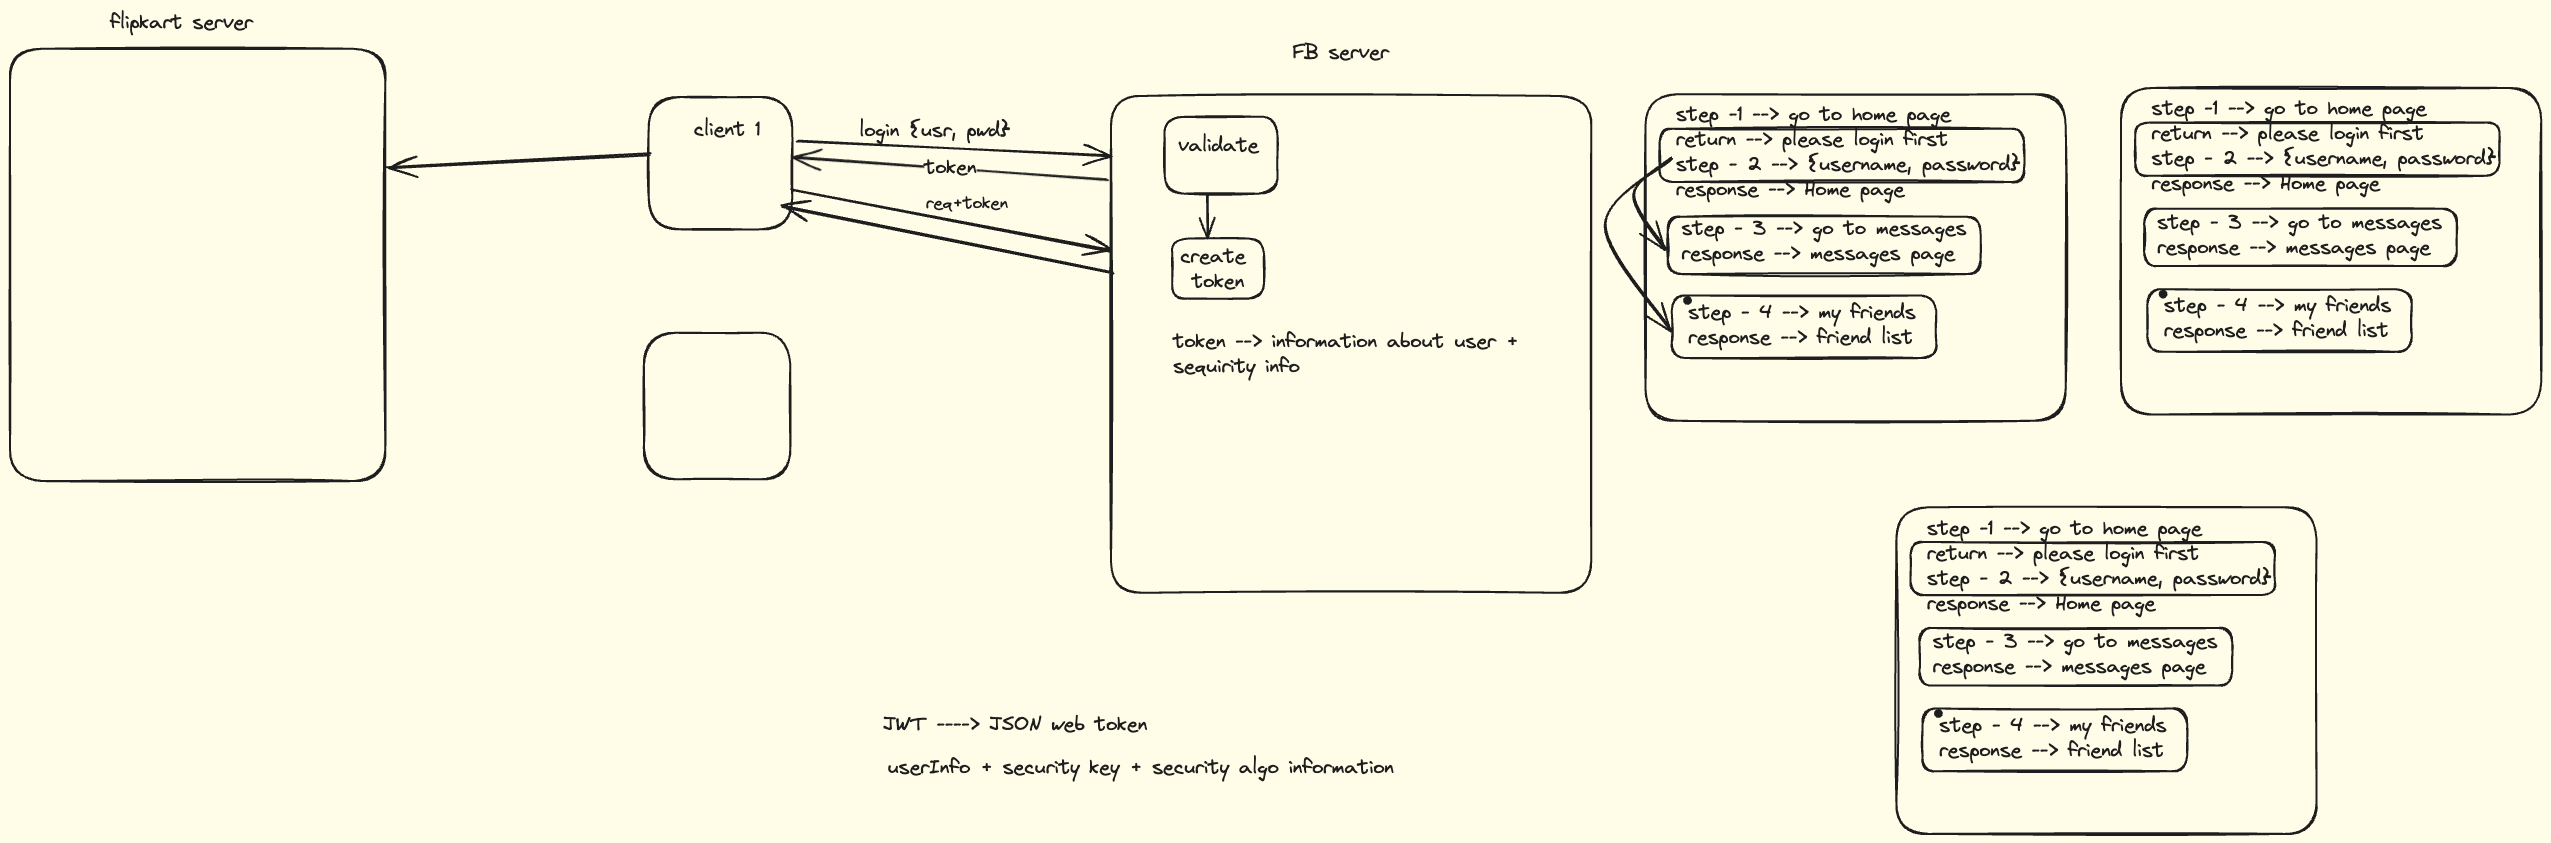 flipkart server
FB server
client 1
login {usr, pwd}
token
req+token
validate
create
token
token --> information about user +
sequirity info
step -1 --> go to home page
return --> please login first
step - 2 --> {username, password}
response --> Home page
step - 3 --> go to messages
response --> messages page
step - 4 --> my friends
response --> friend list
step -1 --> go to home page
return --> please login first
step - 2 --> {username, password}
response --> Home page
step - 3 --> go to messages
response --> messages page
step - 4 --> my friends
response --> friend list
step -1 --> go to home page
return --> please login first
step - 2 --> {username, password}
response --> Home page
step - 3 --> go to messages
response --> messages page
step - 4 --> my friends
response --> friend list
JWT ----> JSON web token
userInfo + security key + security algo information